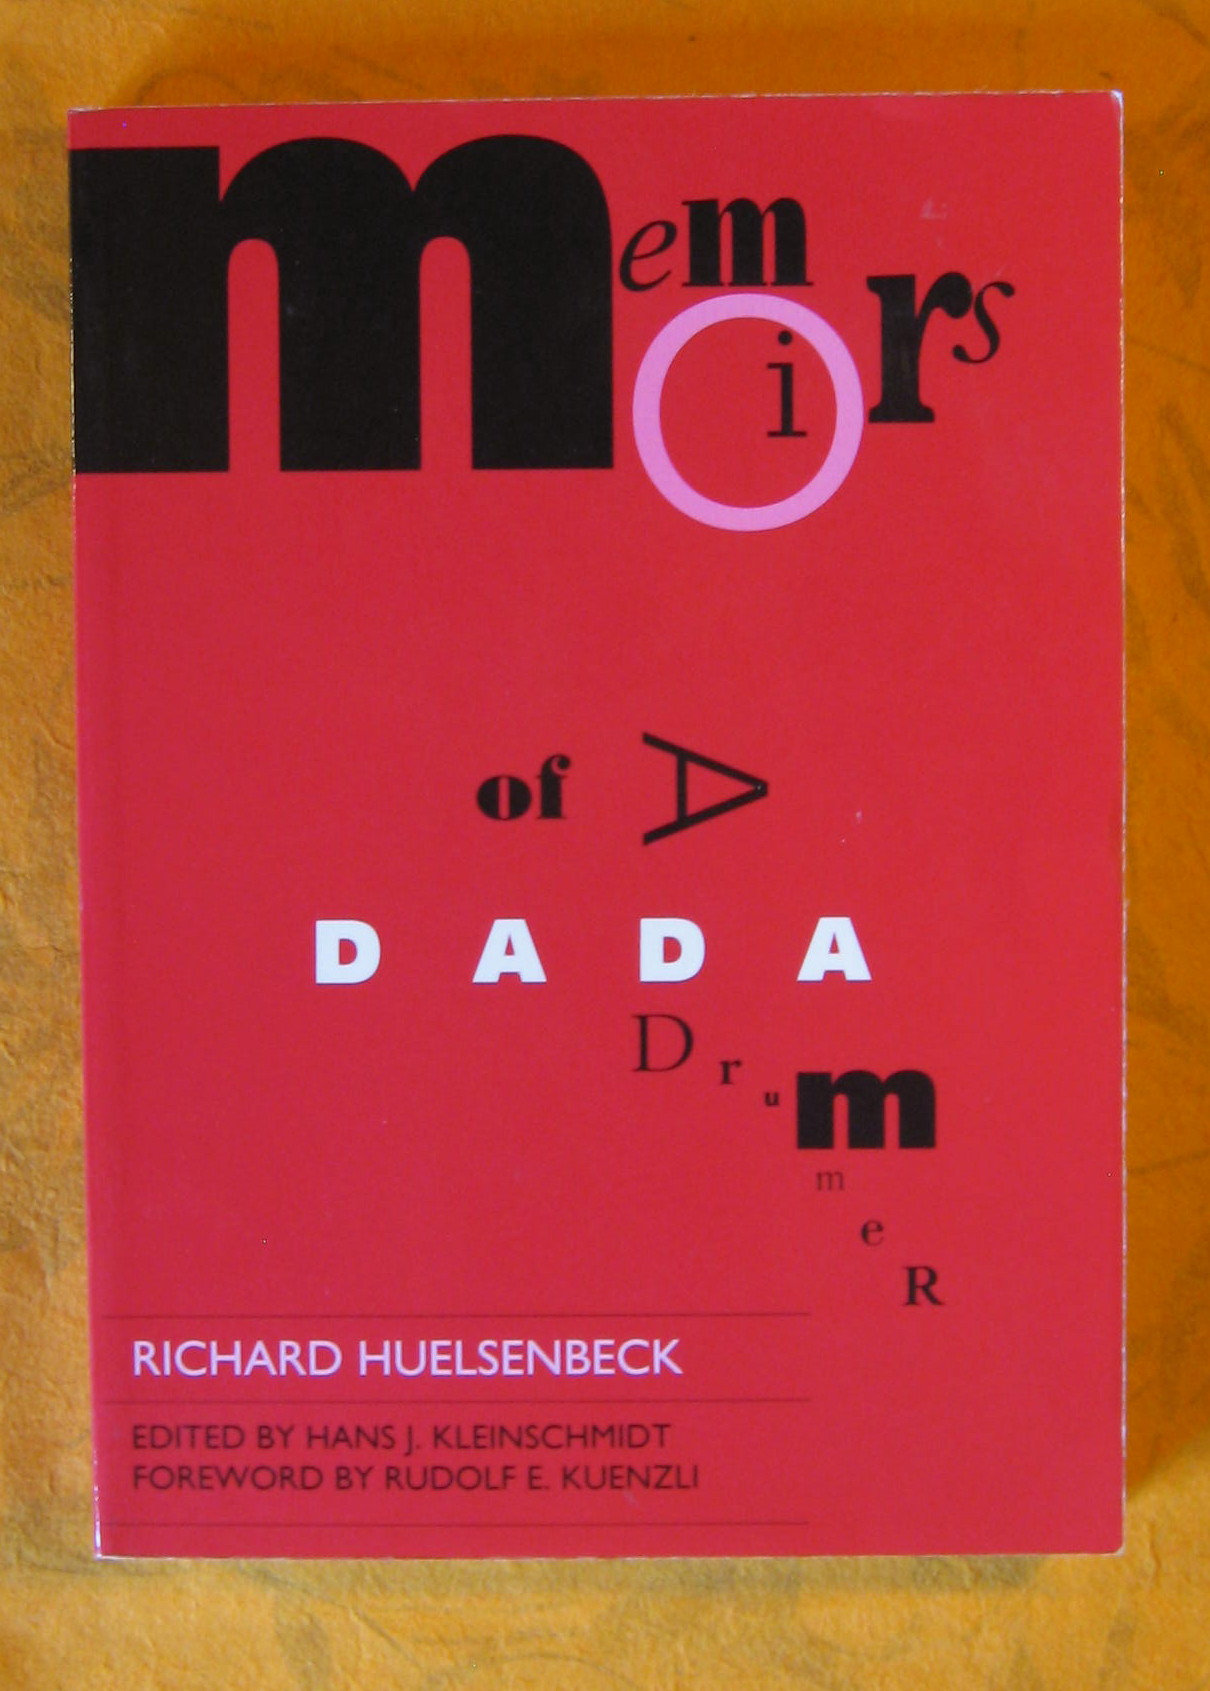 memOirs
of A
DADA
DrummeR
RICHARD HUELSENBECK
EDITED BY HANS J. KLEINSCHMIDT
FOREWORD BY RUDOLF E. KUENZLI